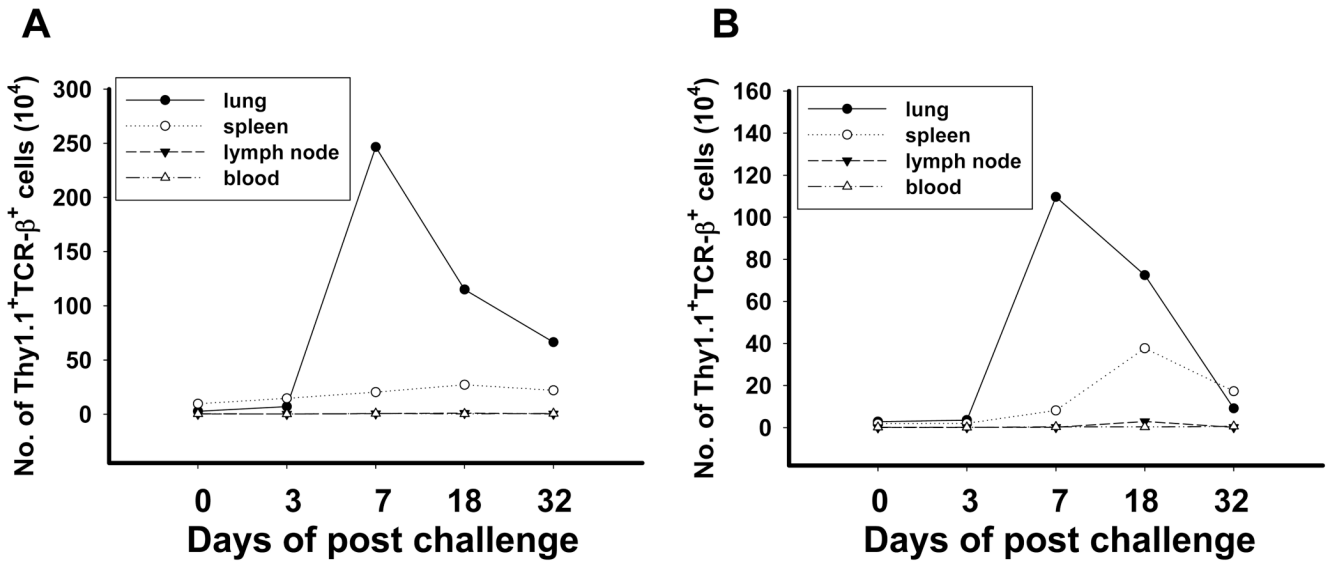 A
No. of Thy1.1⁺TCR-β⁺ cells (10⁴)
300
250
200
150
100
50
0
lung
spleen
lymph node
blood
0 3 7 18 32
Days of post challenge
B
No. of Thy1.1⁺TCR-β⁺ cells (10⁴)
160
140
120
100
80
60
40
20
0
lung
spleen
lymph node
blood
0 3 7 18 32
Days of post challenge